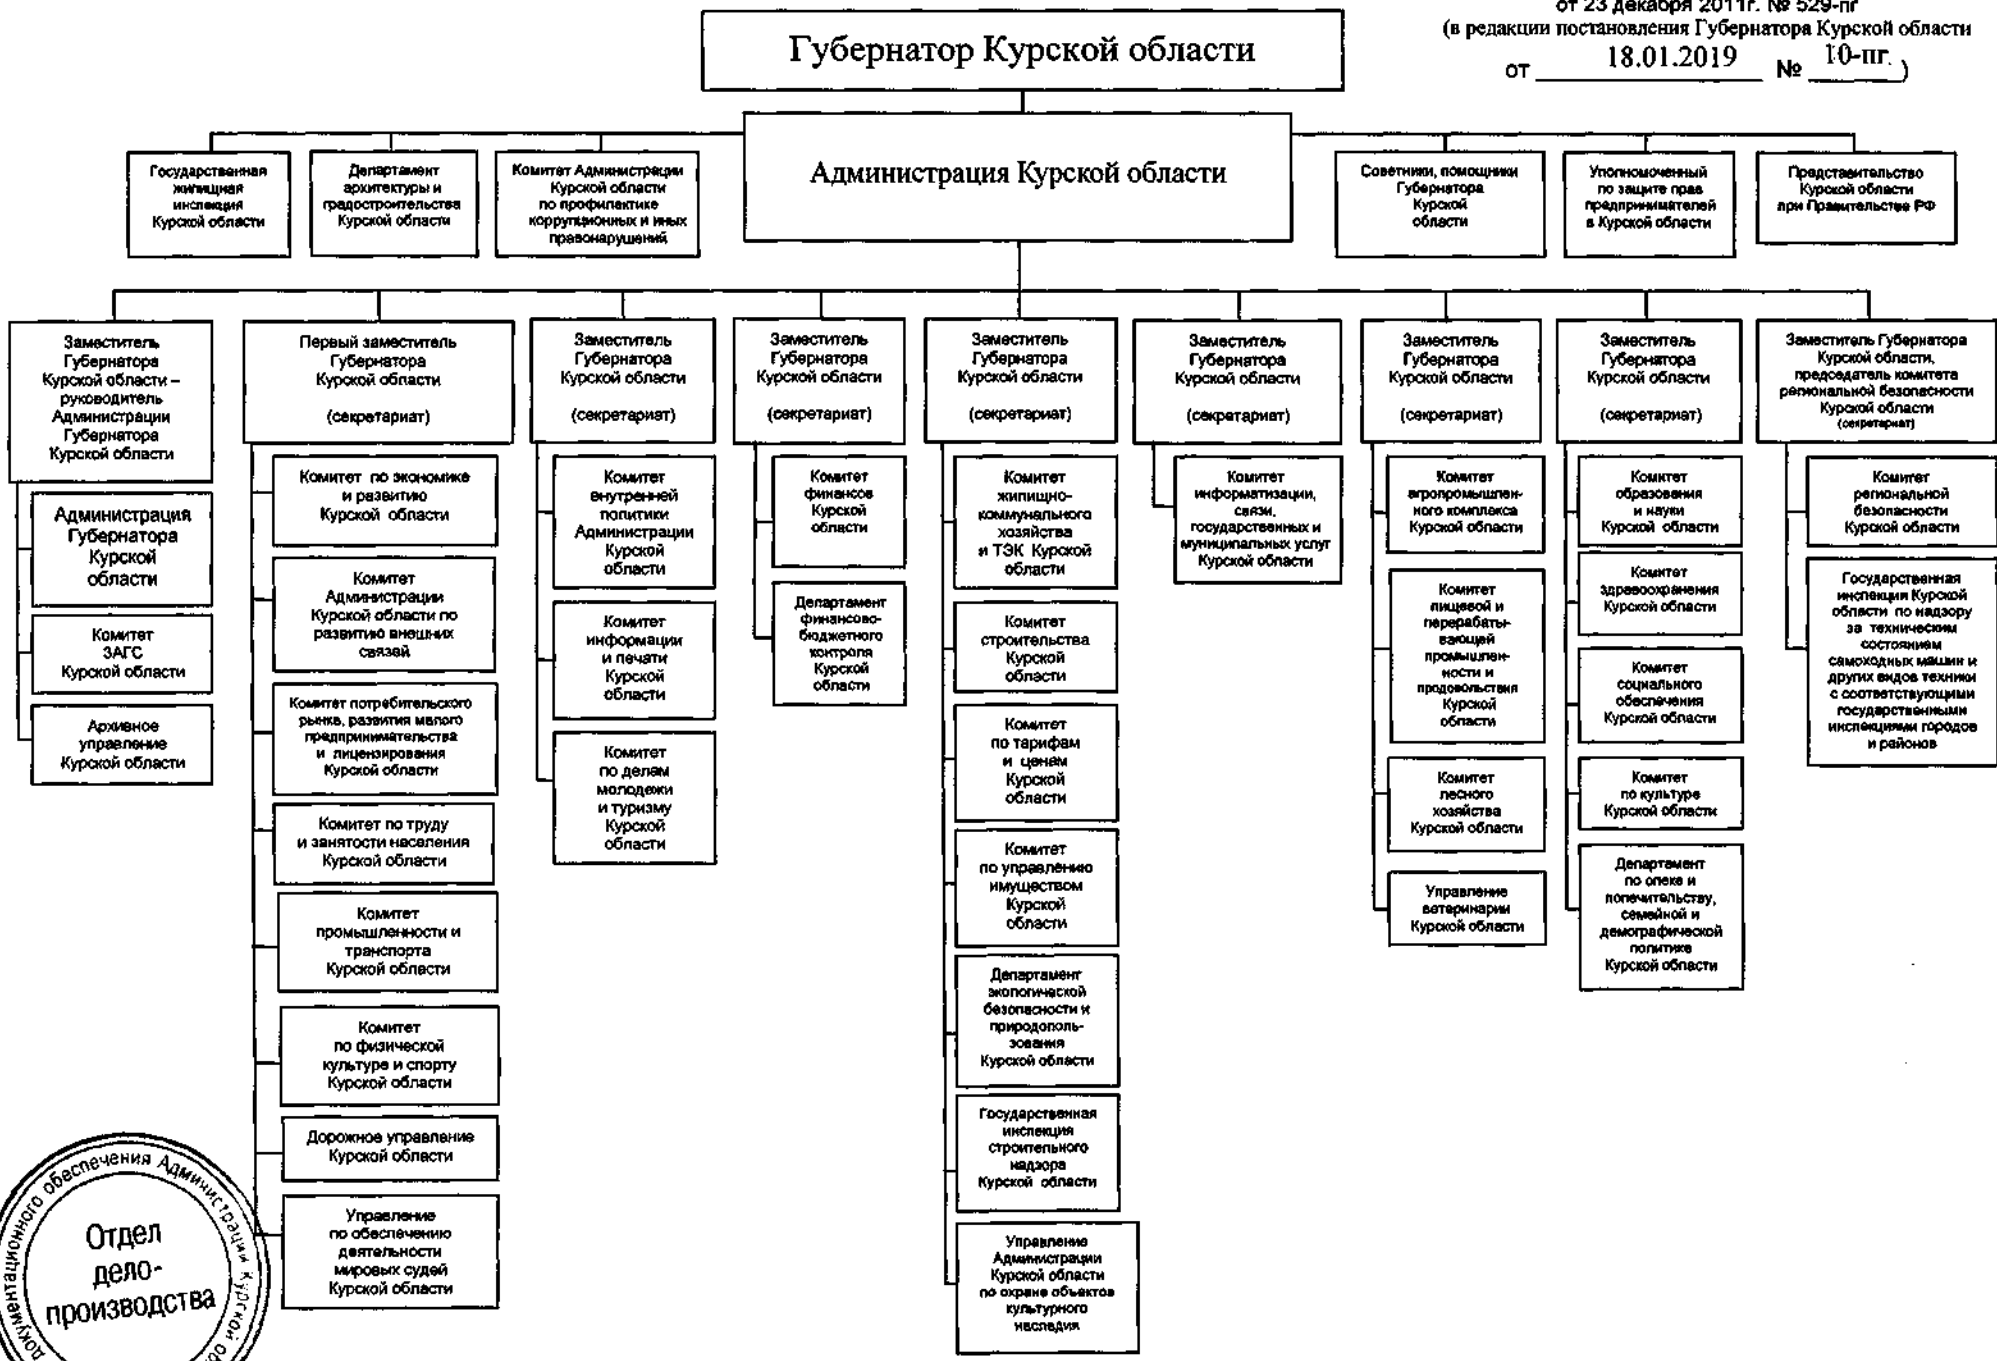 от 23 декабря 2011г. № 529-пг
(в редакции постановления Губернатора Курской области
от 18.01.2019 № 10-пг. )
Губернатор Курской области
Администрация Курской области
Государственная
жилищная
инспекция
Курской области
Департамент
архитектуры и
градостроительства
Курской области
Комитет Администрации
Курской области
по профилактике
коррупционных и иных
правонарушений
Советники, помощники
Губернатора
Курской
области
Уполномоченный
по защите прав
предпринимателей
в Курской области
Представительство
Курской области
при Правительстве РФ
Заместитель
Губернатора
Курской области –
руководитель
Администрации
Губернатора
Курской области
Администрация
Губернатора
Курской
области
Комитет
ЗАГС
Курской области
Архивное
управление
Курской области
Первый заместитель
Губернатора
Курской области
(секретариат)
Комитет по экономике
и развитию
Курской области
Комитет
Администрации
Курской области по
развитию внешних
связей
Комитет потребительского
рынка, развития малого
предпринимательства
и лицензирования
Курской области
Комитет по труду
и занятости населения
Курской области
Комитет
промышленности и
транспорта
Курской области
Комитет
по физической
культуре и спорту
Курской области
Дорожное управление
Курской области
Управление
по обеспечению
деятельности
мировых судей
Курской области
Заместитель
Губернатора
Курской области
(секретариат)
Комитет
внутренней
политики
Администрации
Курской
области
Комитет
информации
и печати
Курской
области
Комитет
по делам
молодежи
и туризму
Курской
области
Заместитель
Губернатора
Курской области
(секретариат)
Комитет
финансов
Курской
области
Департамент
финансово-
бюджетного
контроля
Курской
области
Заместитель
Губернатора
Курской области
(секретариат)
Комитет
жилищно-
коммунального
хозяйства
и ТЭК Курской
области
Комитет
строительства
Курской
области
Комитет
по тарифам
и ценам
Курской
области
Комитет
по управлению
имуществом
Курской
области
Департамент
экологической
безопасности и
природополь-
зования
Курской области
Государственная
инспекция
строительного
надзора
Курской области
Управление
Администрации
Курской области
по охране объектов
культурного
наследия
Заместитель
Губернатора
Курской области
(секретариат)
Комитет
информатизации,
связи,
государственных и
муниципальных услуг
Курской области
Заместитель
Губернатора
Курской области
(секретариат)
Комитет
агропромышлен-
ного комплекса
Курской области
Комитет
пищевой и
перерабаты-
вающей
промышлен-
ности и
продовольствия
Курской
области
Комитет
лесного
хозяйства
Курской области
Управление
ветеринарии
Курской области
Заместитель
Губернатора
Курской области
(секретариат)
Комитет
образования
и науки
Курской области
Комитет
здравоохранения
Курской области
Комитет
социального
обеспечения
Курской области
Комитет
по культуре
Курской области
Департамент
по опеке и
попечительству,
семейной и
демографической
политике
Курской области
Заместитель Губернатора
Курской области,
председатель комитета
региональной безопасности
Курской области
(секретариат)
Комитет
региональной
безопасности
Курской области
Государственная
инспекция Курской
области по надзору
за техническим
состоянием
самоходных машин и
других видов техники
с соответствующими
государственными
инспекциями городов
и районов
документационного обеспечения Администрации Курской
Отдел
дело-
производства